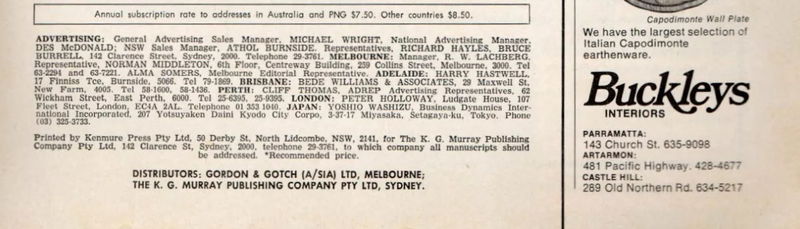 Annual subscription rate to addresses in Australia and PNG $7.50. Other countries $8.50.
ADVERTISING: General Advertising Sales Manager, MICHAEL WRIGHT, National Advertising Manager,
DES McDONALD; NSW Sales Manager, ATHOL BURNSIDE. Representatives, RICHARD HAYLES, BRUCE
BURRELL, 142 Clarence Street, Sydney, 2000. Telephone 29-3761. MELBOURNE: Manager, R. W. LACHBERG.
Representative, NORMAN MIDDLETON, 6th Floor, Centreway Building, 259 Collins Street, Melbourne, 3000. Tel
63-2294 and 63-7221. ALMA SOMERS, Melbourne Editorial Representative. ADELAIDE: HARRY HASTWELL,
17 Finniss Tce. Burnside, 5066. Tel 79-1869. BRISBANE: BEDE WILLIAMS & ASSOCIATES, 29 Maxwell St.
New Farm, 4005. Tel 58-1600, 58-1436. PERTH: CLIFF THOMAS, ADREP Advertising Representatives, 62
Wickham Street, East Perth, 6000. Tel 25-6395, 25-9395. LONDON: PETER HOLLOWAY, Ludgate House, 107
Fleet Street, London, EC4A 2AL. Telephone 01 353 1040. JAPAN: YOSHIO WASHIZU, Business Dynamics Inter-
national Incorporated, 207 Yotsuyaken Daini Kyodo City Corpo, 3-37-17 Miyasaka, Setagaya-ku, Tokyo. Phone
(03) 325-3733.
Printed by Kenmure Press Pty Ltd, 50 Derby St. North Lidcombe, NSW, 2141, for The K. G. Murray Publishing
Company Pty Ltd, 142 Clarence St, Sydney, 2000, telephone 29-3761, to which company all manuscripts should
be addressed. *Recommended price.
DISTRIBUTORS: GORDON & GOTCH (A/SIA) LTD, MELBOURNE;
THE K. G. MURRAY PUBLISHING COMPANY PTY LTD, SYDNEY.
Capodimonte Wall Plate
We have the largest selection of
Italian Capodimonte
earthenware.
Buckleys
INTERIORS
PARRAMATTA:
143 Church St. 635-9098
ARTARMON:
481 Pacific Highway. 428-4677
CASTLE HILL:
289 Old Northern Rd. 634-5217